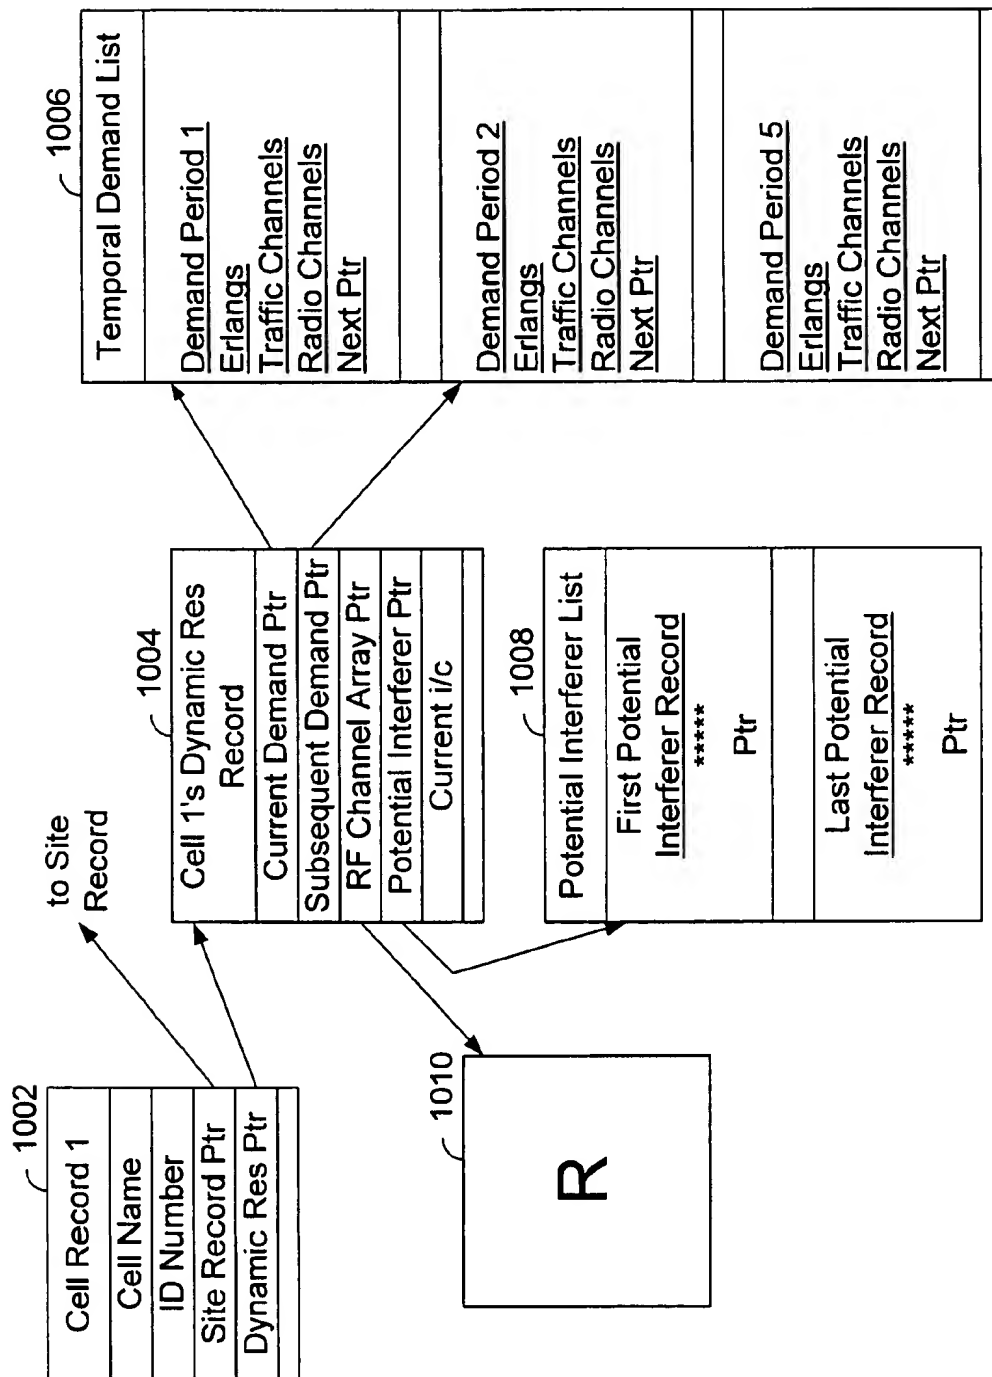 1002
Cell Record 1
Cell Name
ID Number
Site Record Ptr
Dynamic Res Ptr
to Site
Record
1004
Cell 1's Dynamic Res
Record
Current Demand Ptr
Subsequent Demand Ptr
RF Channel Array Ptr
Potential Interferer Ptr
Current i/c
1006
Temporal Demand List
Demand Period 1
Erlangs
Traffic Channels
Radio Channels
Next Ptr
Demand Period 2
Erlangs
Traffic Channels
Radio Channels
Next Ptr
Demand Period 5
Erlangs
Traffic Channels
Radio Channels
Next Ptr
1010
R
1008
Potential Interferer List
First Potential
Interferer Record
*****
Ptr
Last Potential
Interferer Record
*****
Ptr